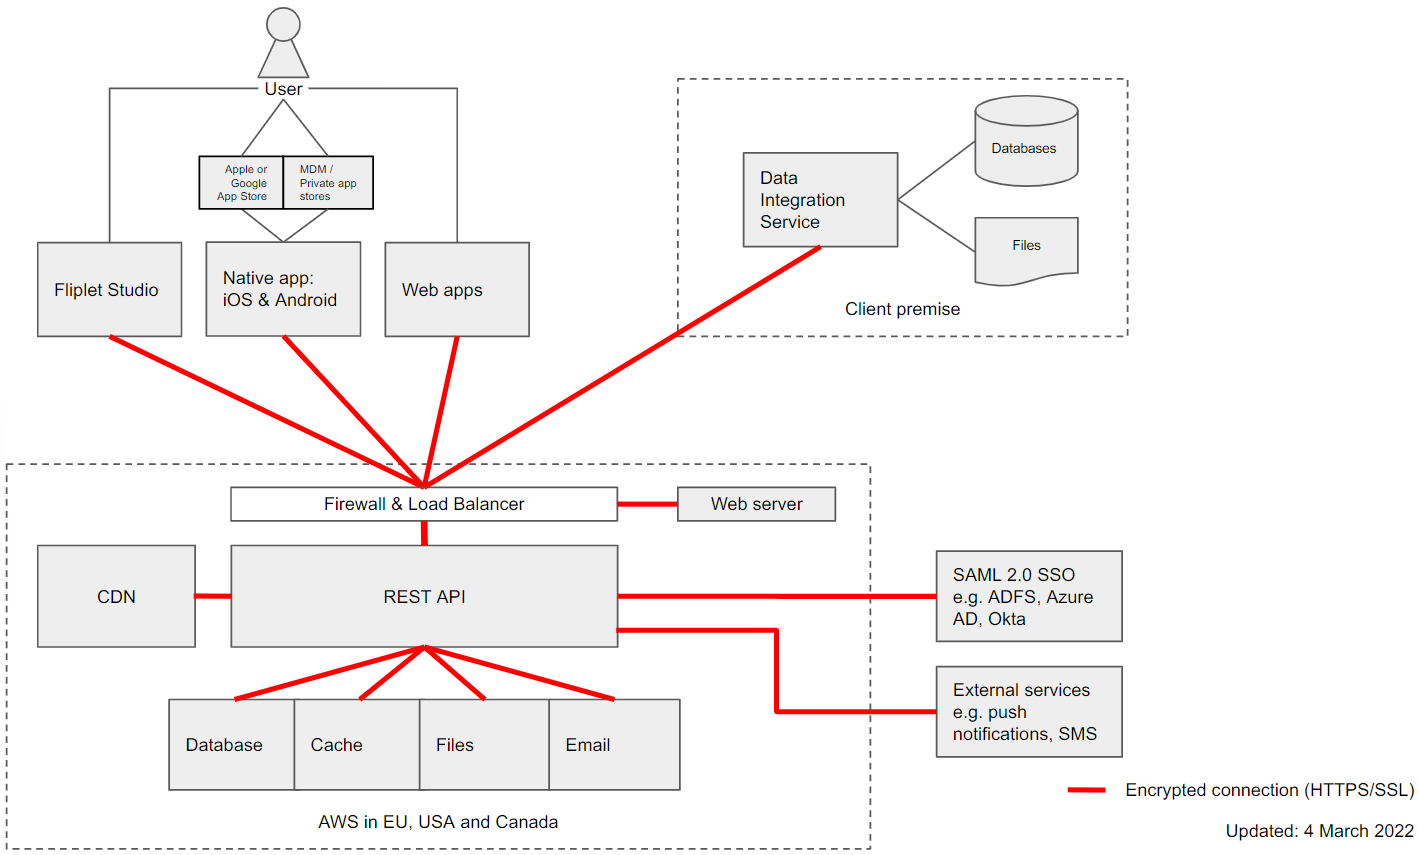 User
Apple or
Google
App Store
MDM /
Private app
stores
Fliplet Studio
Native app:
iOS & Android
Web apps
Data
Integration
Service
Databases
Files
Client premise
Firewall & Load Balancer
Web server
CDN
REST API
SAML 2.0 SSO
e.g. ADFS, Azure
AD, Okta
External services
e.g. push
notifications, SMS
Database
Cache
Files
Email
AWS in EU, USA and Canada
Encrypted connection (HTTPS/SSL)
Updated: 4 March 2022